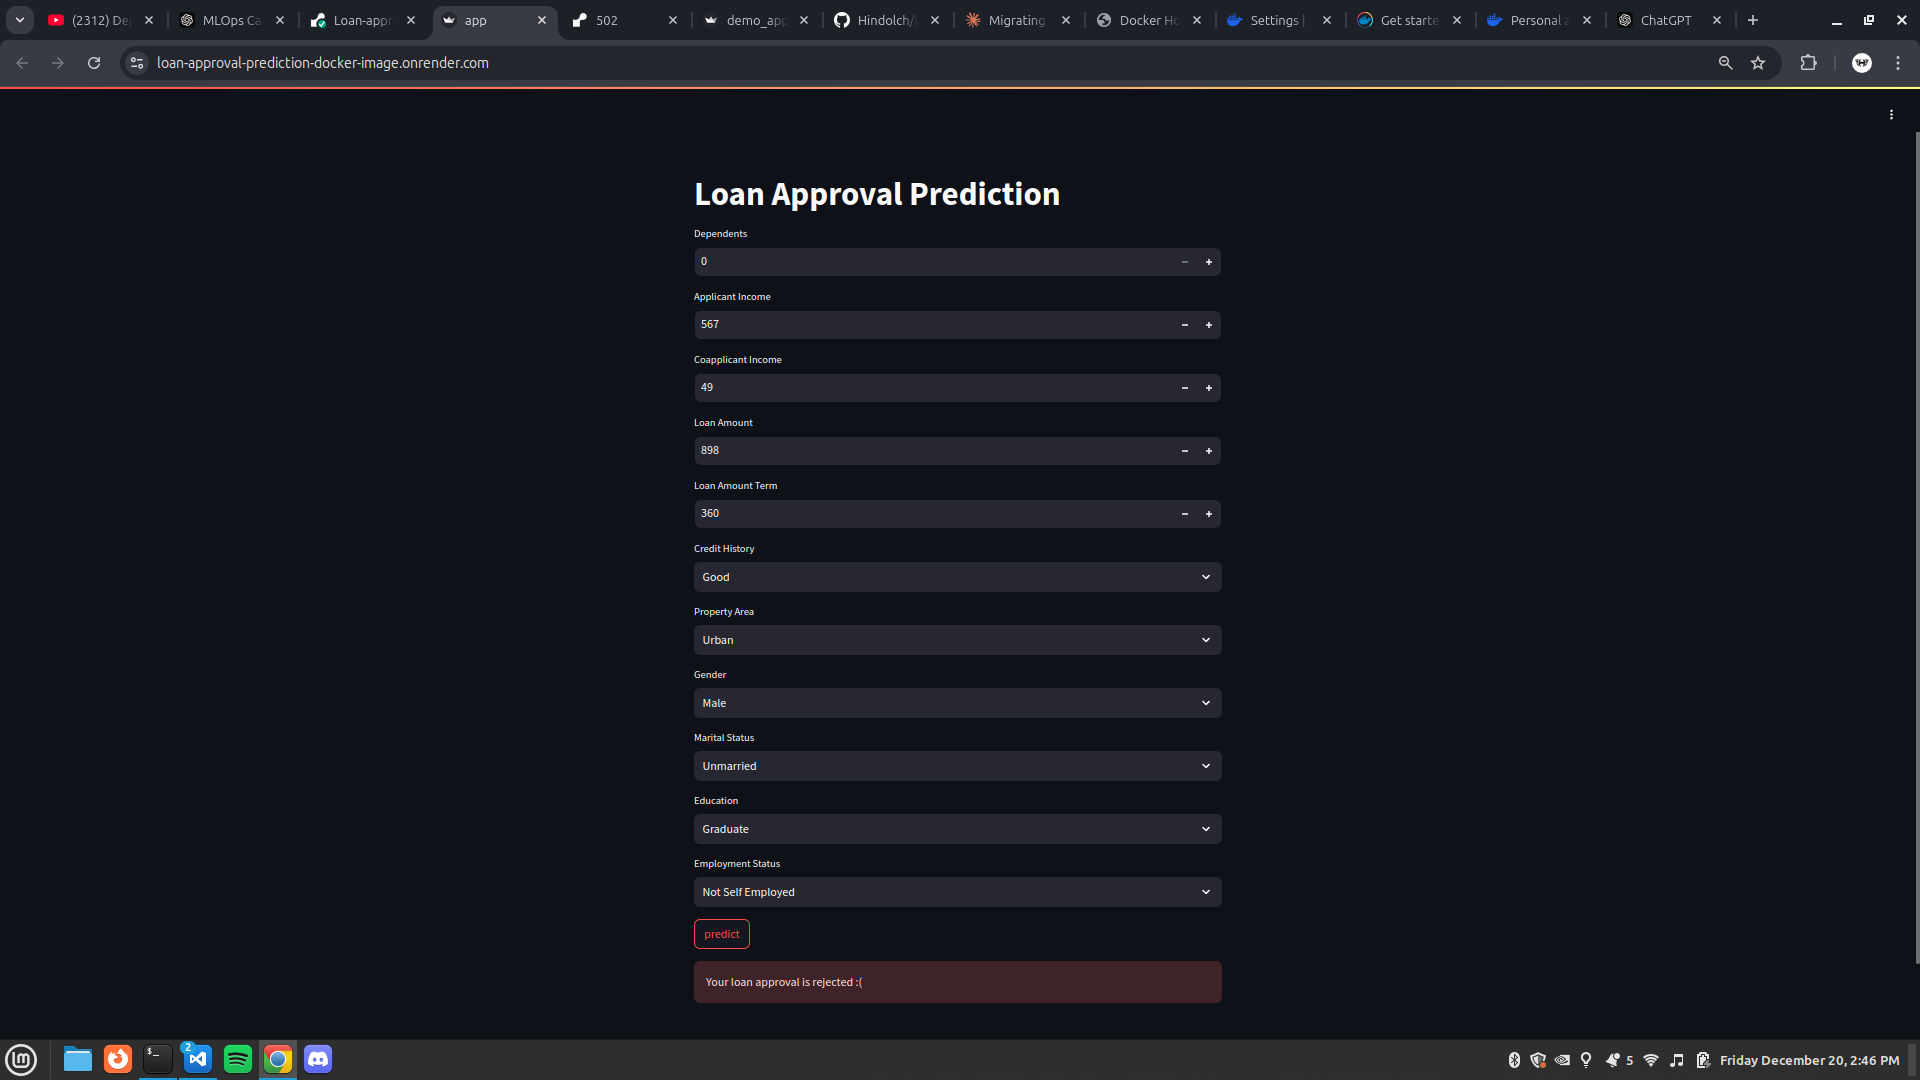 (2312) De
MLOps Ca
Loan-appr
app
502
demo_app
Hindolch/
Migrating
Docker Ho
Settings |
Get starte
Personal a
ChatGPT
loan-approval-prediction-docker-image.onrender.com
Loan Approval Prediction
Dependents
0
Applicant Income
567
Coapplicant Income
49
Loan Amount
898
Loan Amount Term
360
Credit History
Good
Property Area
Urban
Gender
Male
Marital Status
Unmarried
Education
Graduate
Employment Status
Not Self Employed
predict
Your loan approval is rejected :(
2
5
Friday December 20, 2:46 PM